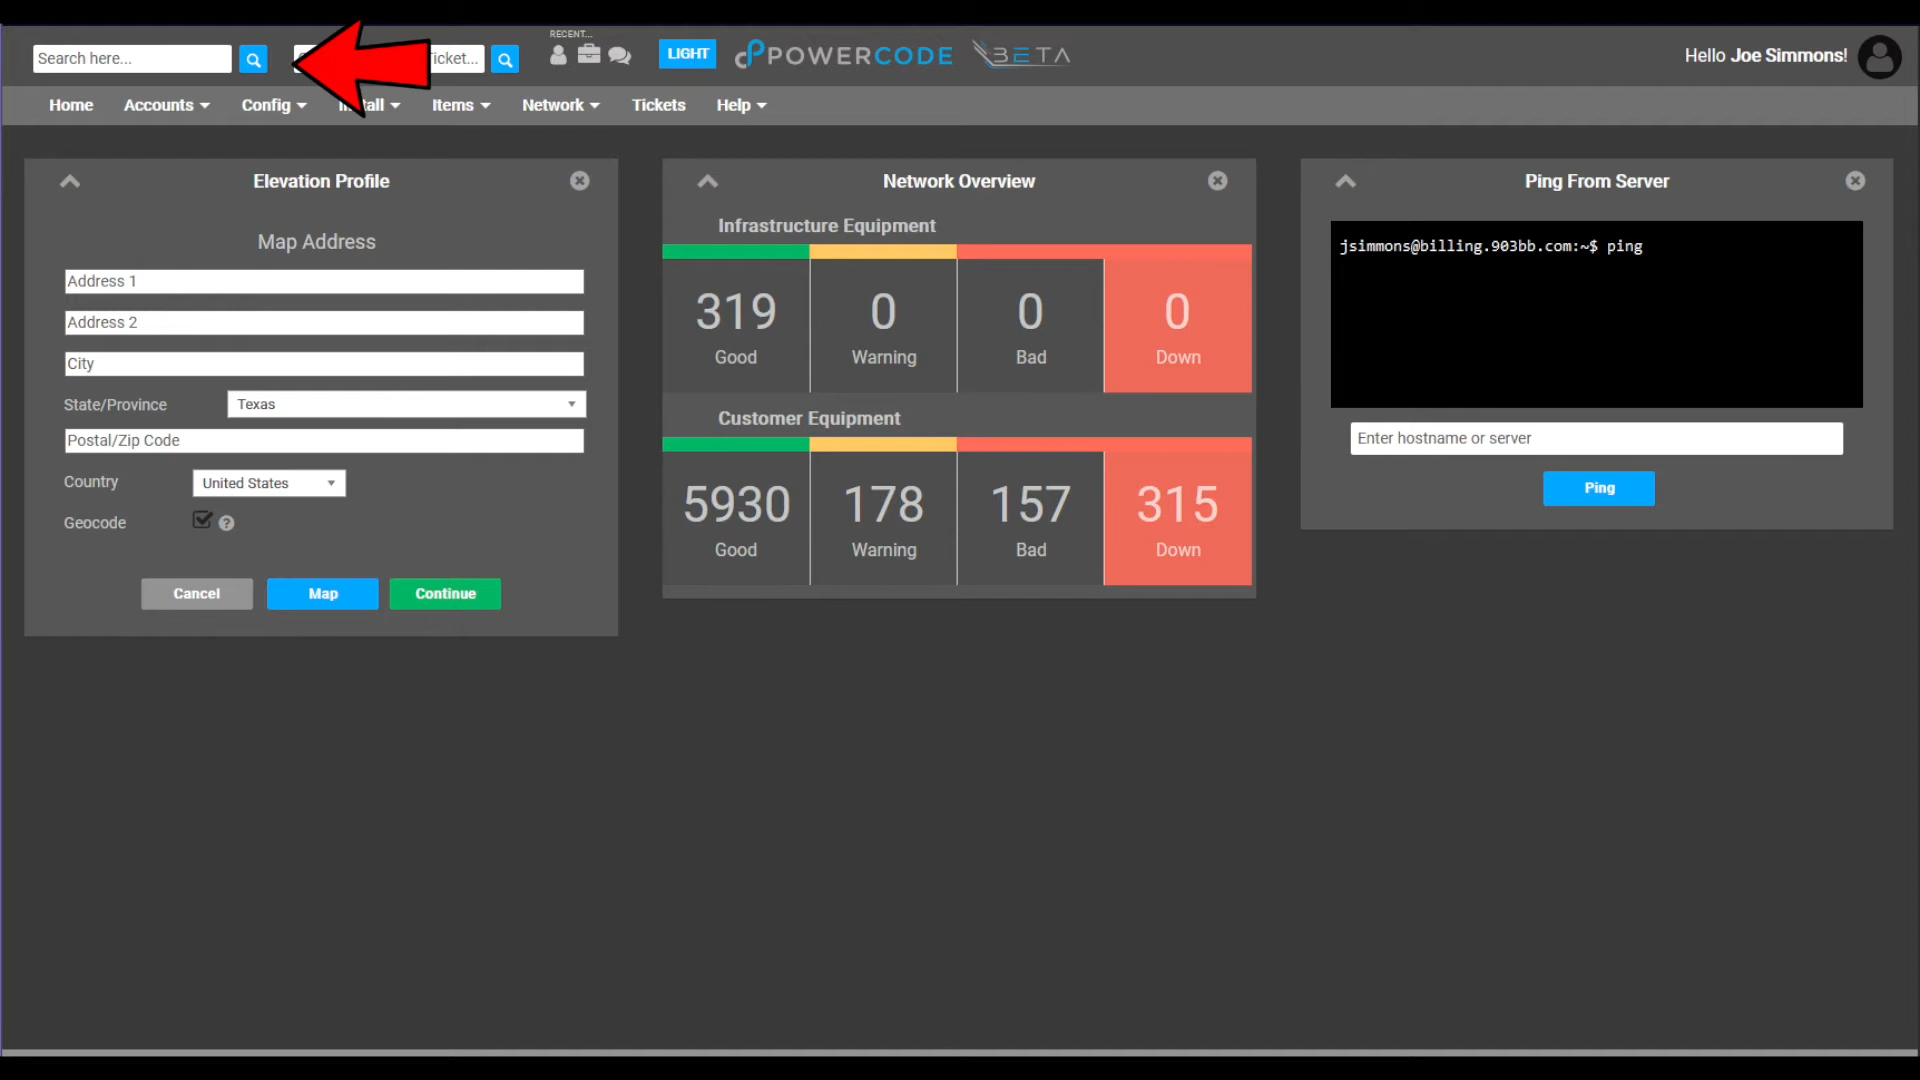 RECENT...
Search here...
icket...
LIGHT
POWERCODE
BETA
Hello Joe Simmons!
Home
Accounts
Config
Items
Network
Tickets
Help
Elevation Profile
Map Address
Address 1
Address 2
City
State/Province
Texas
Postal/Zip Code
Country
United States
Geocode
Cancel
Map
Continue
Network Overview
Infrastructure Equipment
319
0
0
0
Good
Warning
Bad
Down
Customer Equipment
5930
178
157
315
Good
Warning
Bad
Down
Ping From Server
jsimmons@billing.903bb.com:~$ ping
Enter hostname or server
Ping